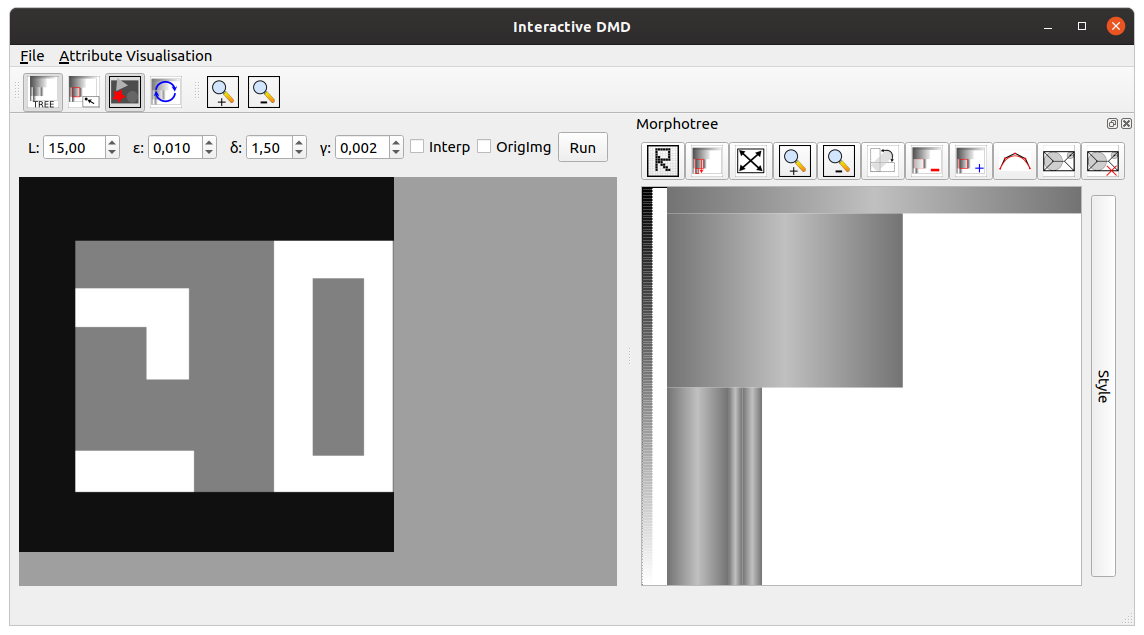 Interactive DMD
File Attribute Visualisation
TREE
L: 15,00 ε: 0,010 δ: 1,50 γ: 0,002 Interp OrigImg Run
Morphotree
R
Style